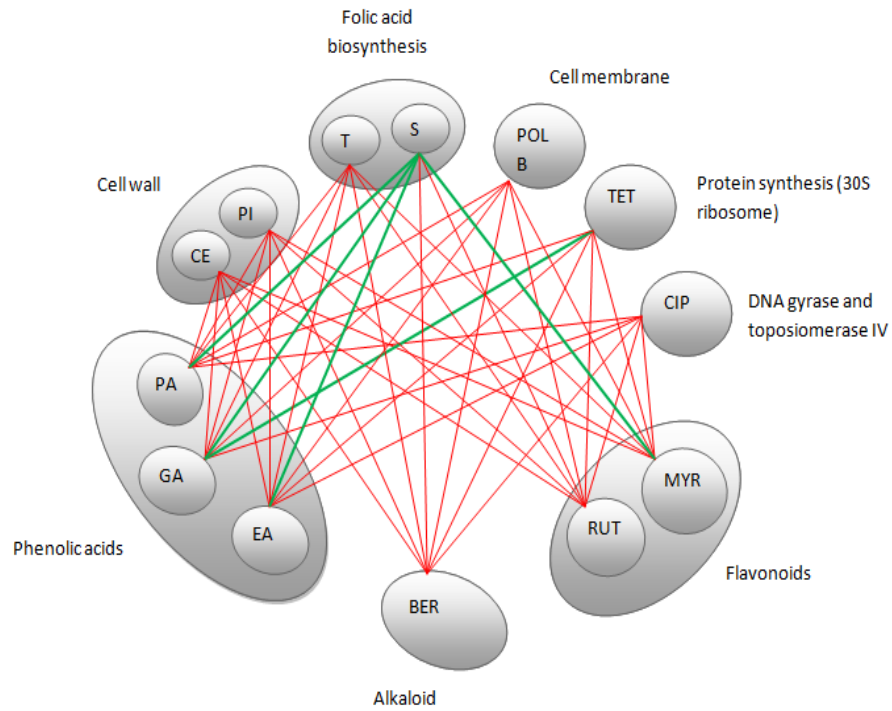 Folic acid
biosynthesis
Cell membrane
T
S
POL
B
Cell wall
PI
CE
TET
Protein synthesis (30S
ribosome)
CIP
DNA gyrase and
toposiomerase IV
PA
GA
EA
Phenolic acids
MYR
RUT
Flavonoids
BER
Alkaloid